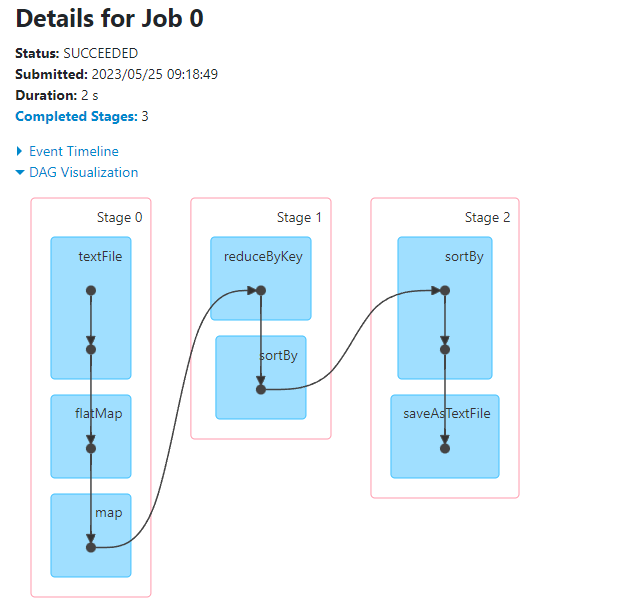 Details for Job 0
Status: SUCCEEDED
Submitted: 2023/05/25 09:18:49
Duration: 2 s
Completed Stages: 3
Event Timeline
DAG Visualization
Stage 0
textFile
flatMap
map
Stage 1
reduceByKey
sortBy
Stage 2
sortBy
saveAsTextFile